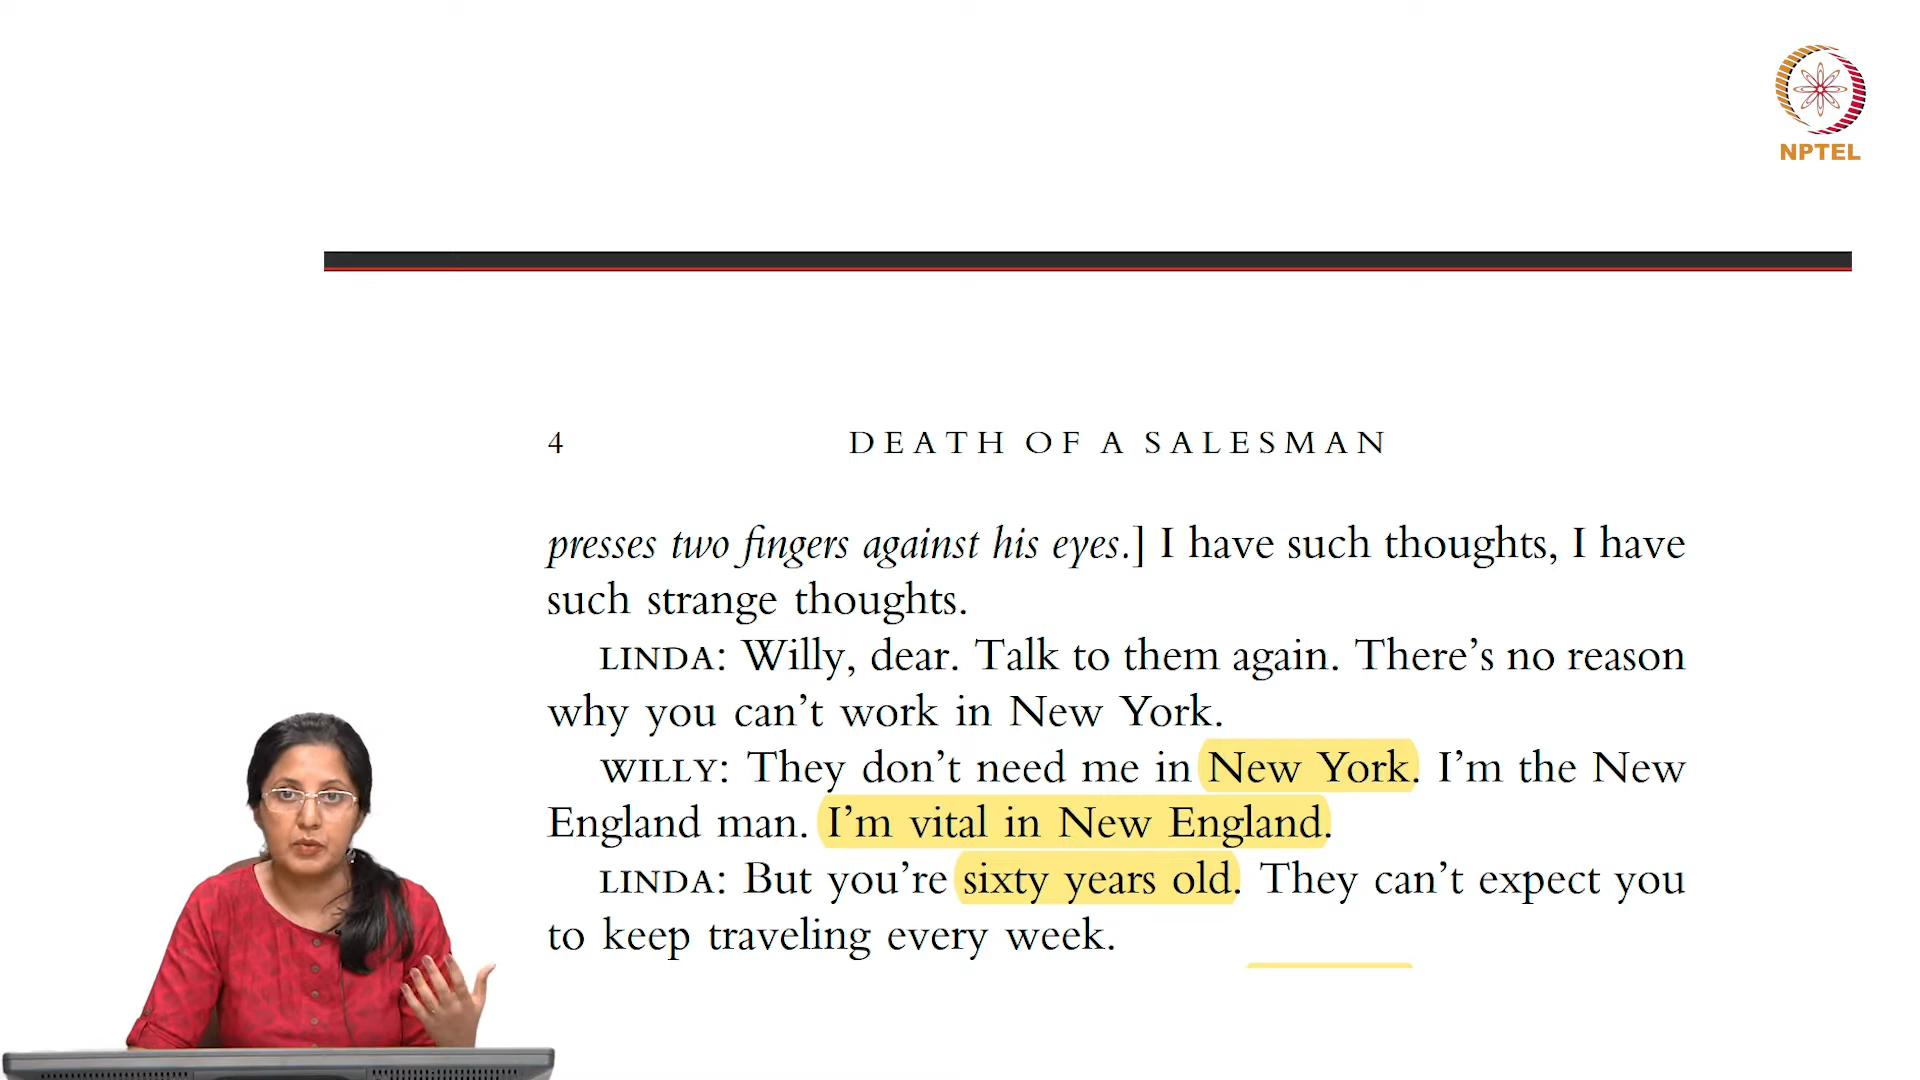 NPTEL
4 DEATH OF A SALESMAN
presses two fingers against his eyes.] I have such thoughts, I have
such strange thoughts.
LINDA: Willy, dear. Talk to them again. There’s no reason
why you can’t work in New York.
WILLY: They don’t need me in New York. I’m the New
England man. I’m vital in New England.
LINDA: But you’re sixty years old. They can’t expect you
to keep traveling every week.